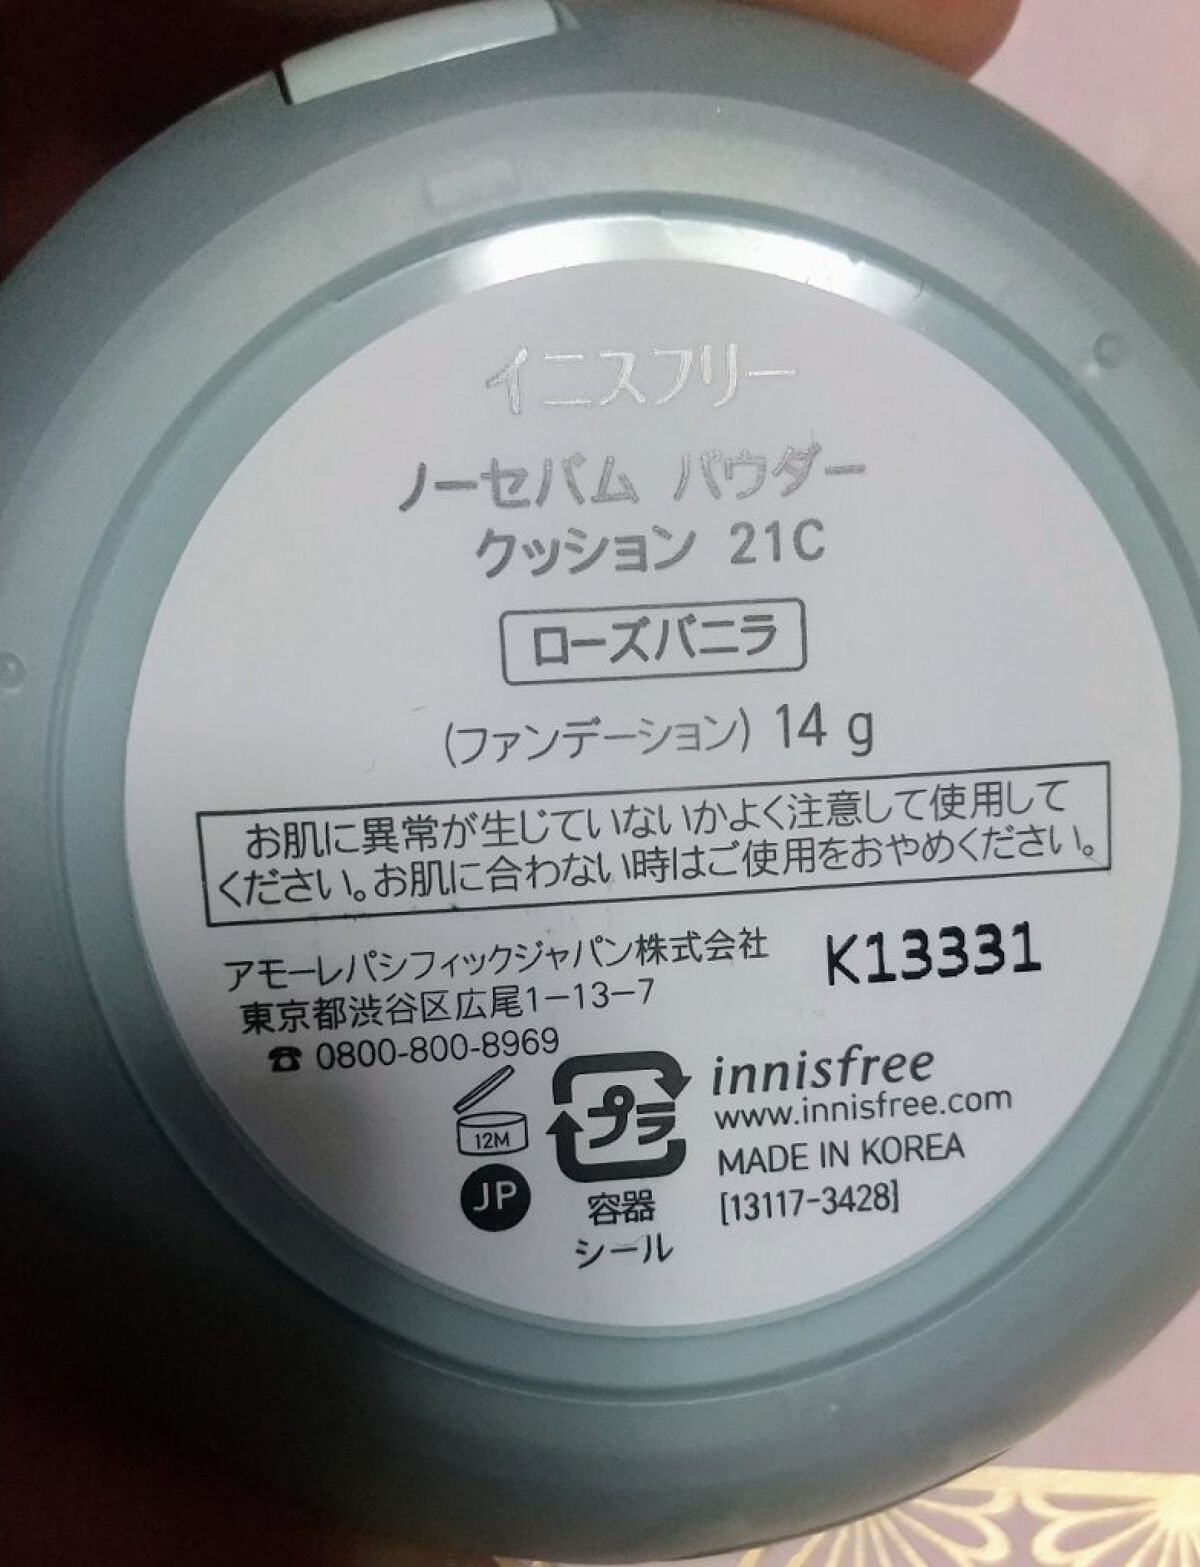 イニスフリー
ノーセバム パウダー
クッション 21C
ローズバニラ
(ファンデーション) 14 g
お肌に異常が生じていないかよく注意して使用して
ください。お肌に合わない時はご使用をおやめください。
アモーレパシフィックジャパン株式会社
東京都渋谷区広尾1-13-7
☎ 0800-800-8969
K13331
12M
JP
プラ
容器
シール
innisfree
www.innisfree.com
MADE IN KOREA
[13117-3428]